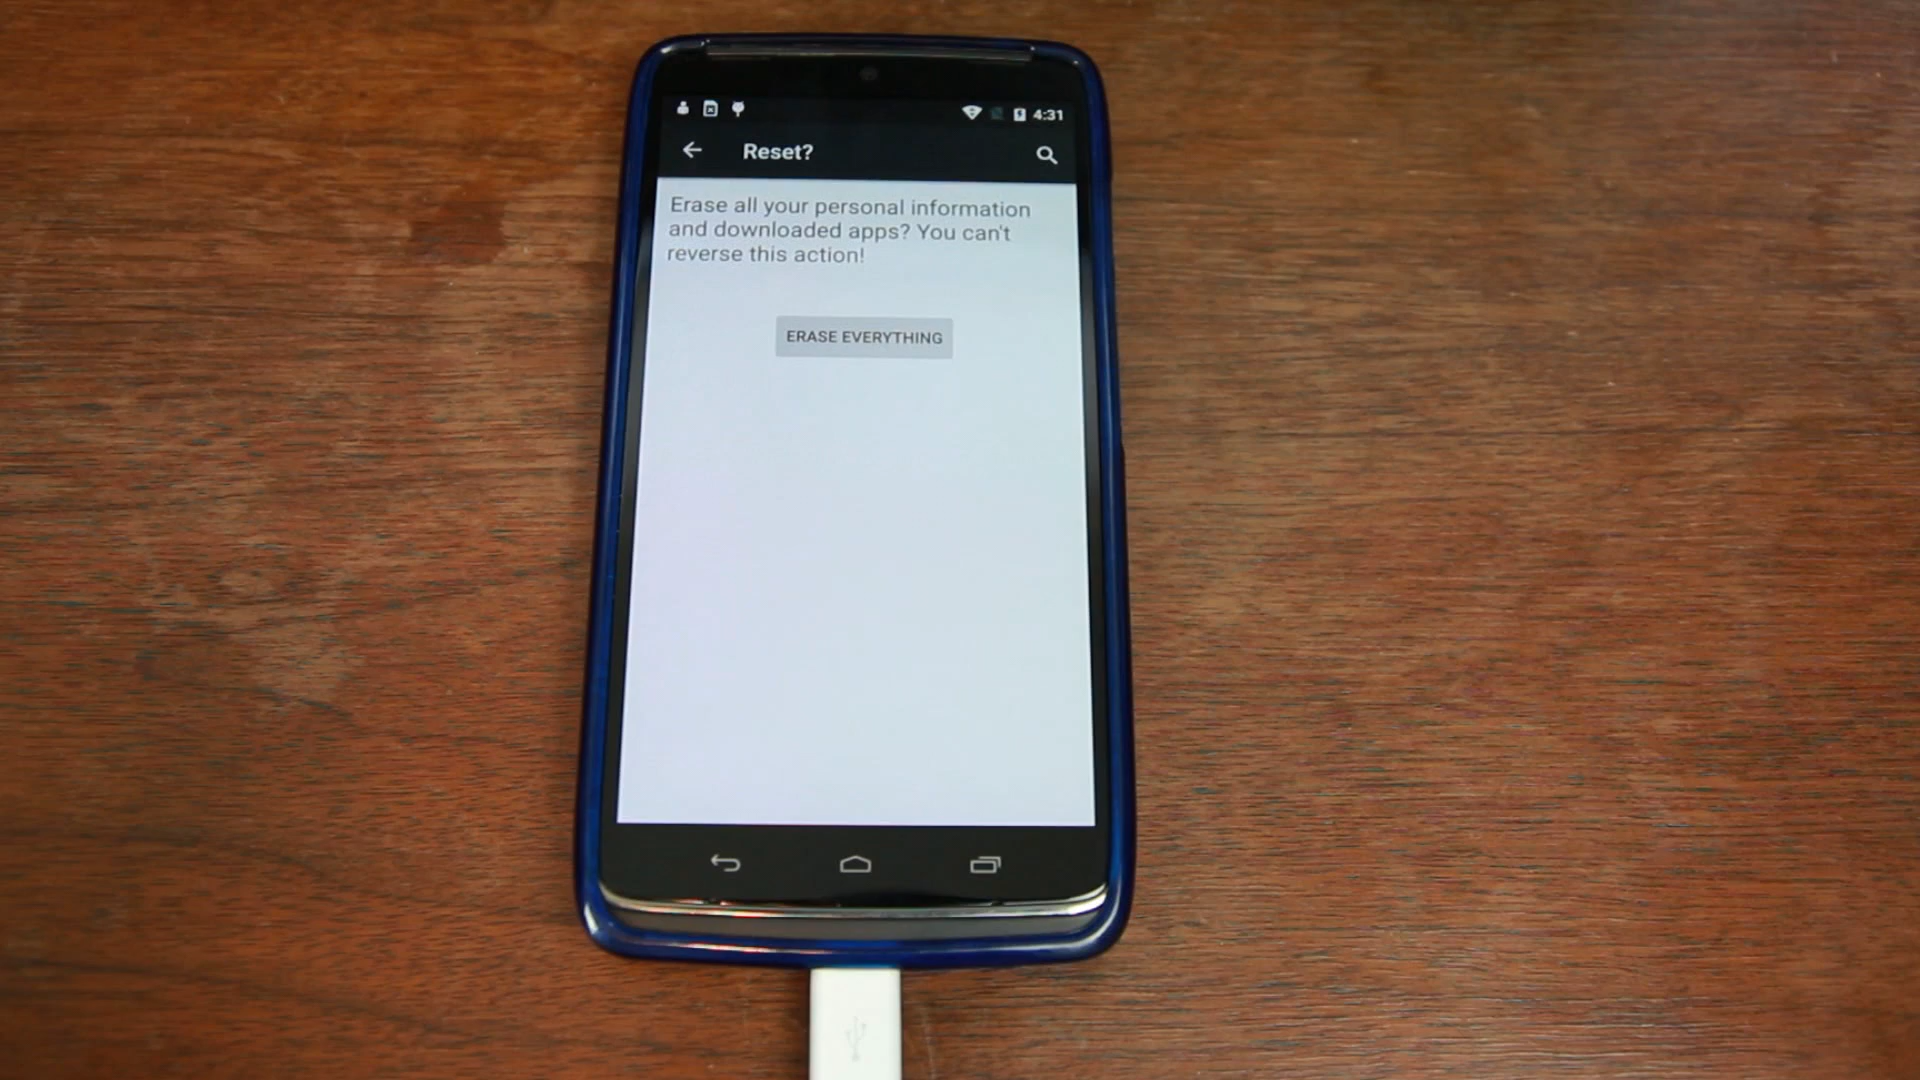 4:31
Reset?
Erase all your personal information
and downloaded apps? You can't
reverse this action!
ERASE EVERYTHING